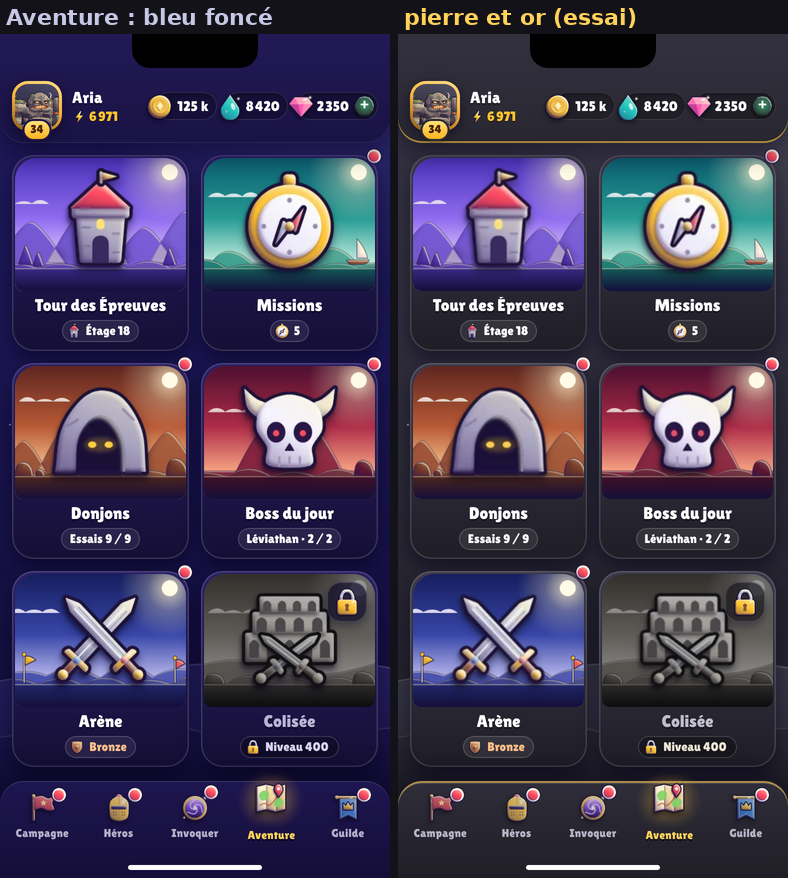 Aventure : bleu foncé
Aria
6971
34
125 k
8420
2350
+
Tour des Épreuves
Étage 18
Missions
5
Donjons
Essais 9 / 9
Boss du jour
Léviathan · 2 / 2
Arène
Bronze
Colisée
Niveau 400
Campagne
Héros
Invoquer
Aventure
Guilde
pierre et or (essai)
Aria
6971
34
125 k
8420
2350
+
Tour des Épreuves
Étage 18
Missions
5
Donjons
Essais 9 / 9
Boss du jour
Léviathan · 2 / 2
Arène
Bronze
Colisée
Niveau 400
Campagne
Héros
Invoquer
Aventure
Guilde